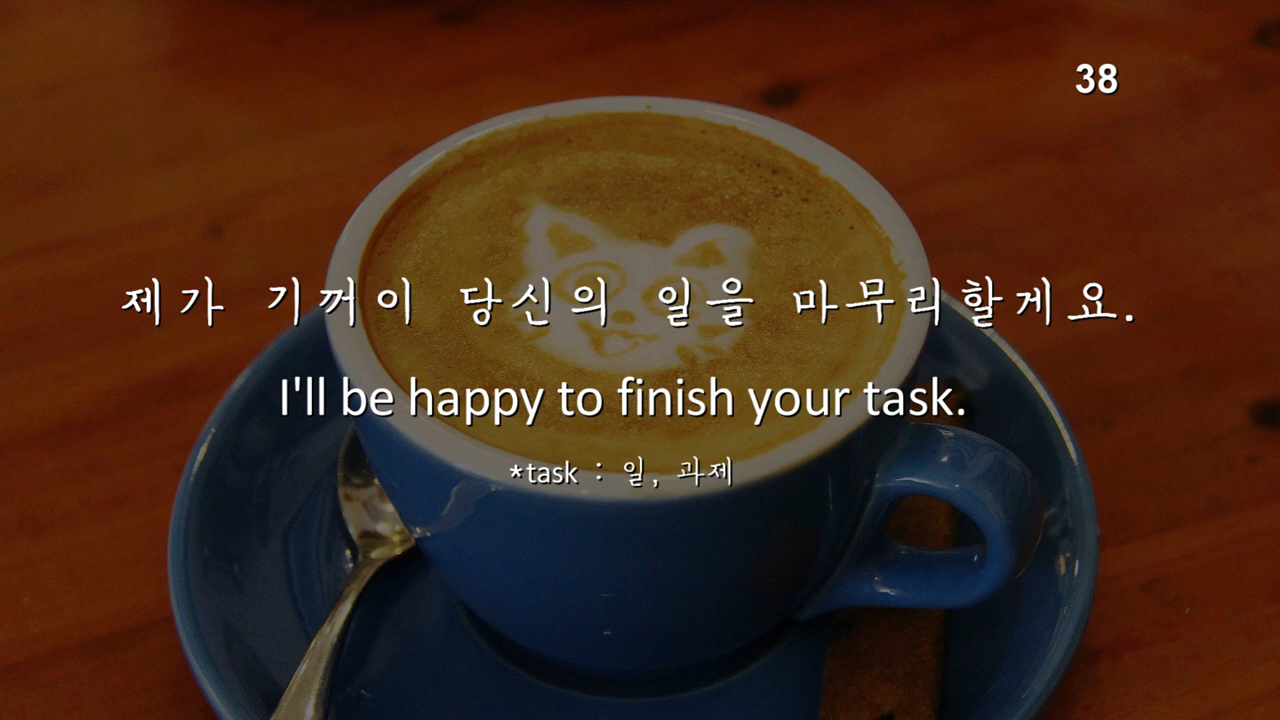 38
제가 기꺼이 당신의 일을 마무리할게요.
I'll be happy to finish your task.
*task : 일, 과제